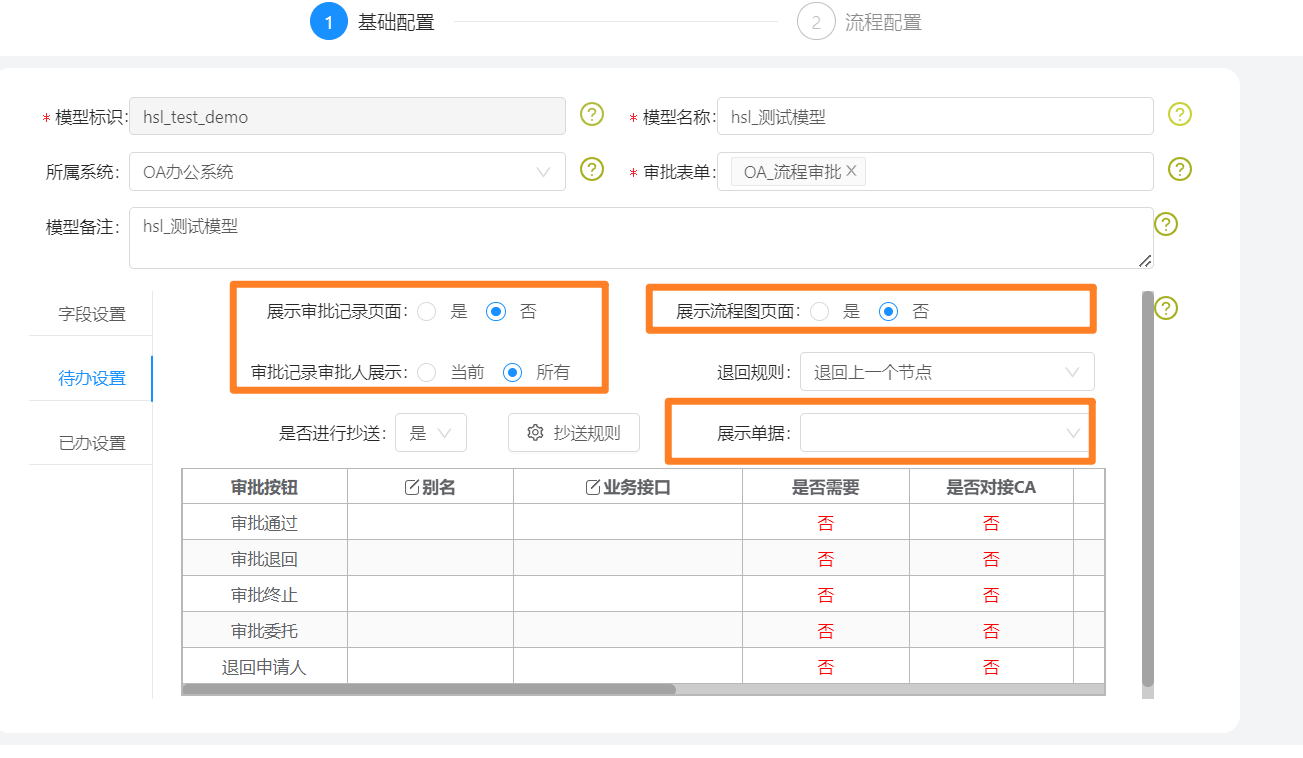 1 基础配置 2 流程配置
* 模型标识: hsl_test_demo ? * 模型名称: hsl_测试模型 ?
所属系统: OA办公系统 ? * 审批表单: OA_流程审批 X ?
模型备注: hsl_测试模型 ?
字段设置 展示审批记录页面: 是 否 展示流程图页面: 是 否 ?
待办设置 审批记录审批人展示: 当前 所有 退回规则: 退回上一个节点
已办设置 是否进行抄送: 是 抄送规则 展示单据:
审批按钮 别名 业务接口 是否需要 是否对接CA
审批通过 否 否
审批退回 否 否
审批终止 否 否
审批委托 否 否
退回申请人 否 否